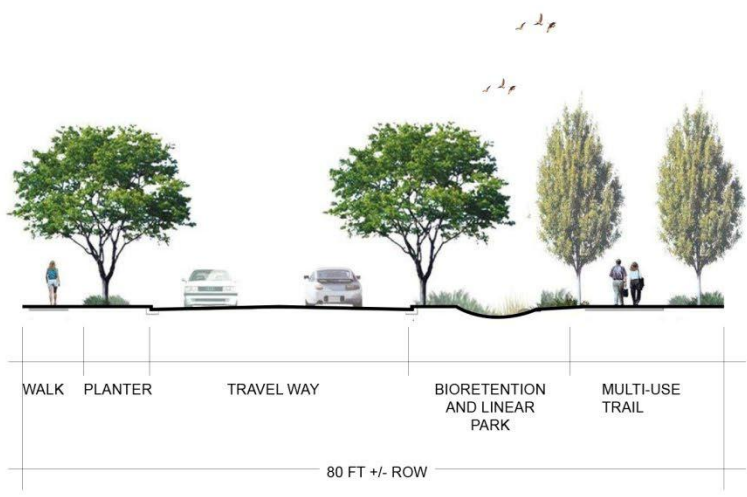 WALK
PLANTER
TRAVEL WAY
BIORETENTION
AND LINEAR
PARK
MULTI-USE
TRAIL
80 FT +/- ROW